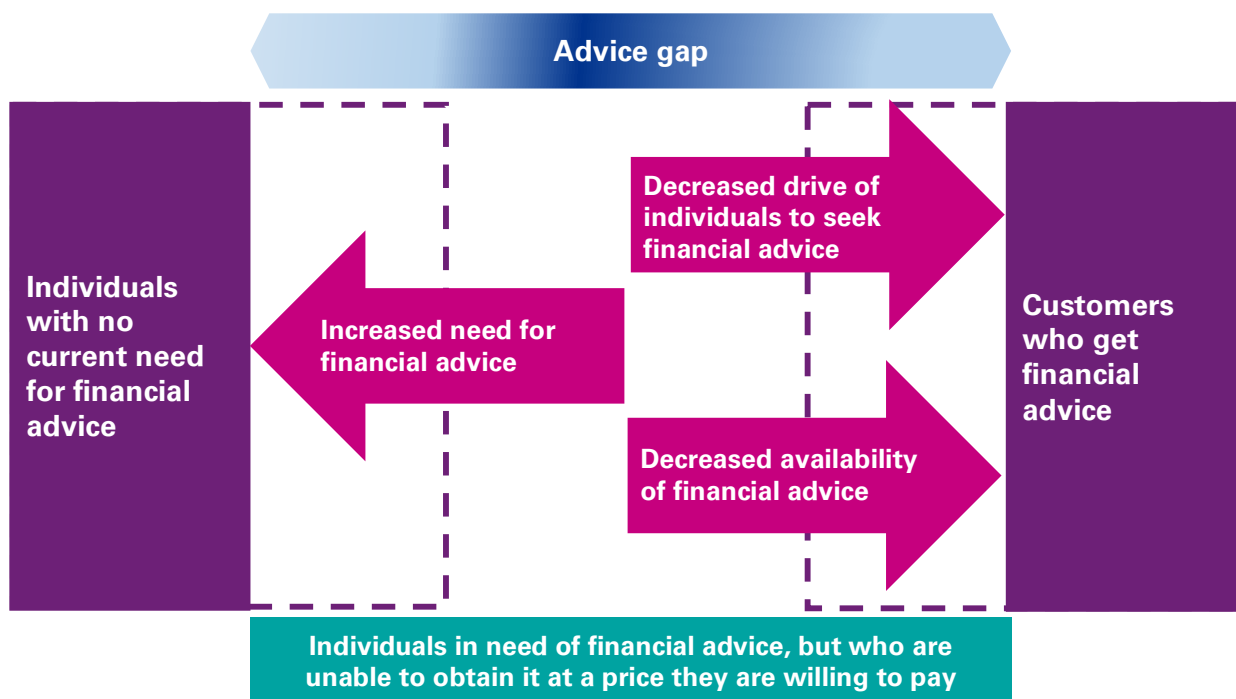 Advice gap
Individuals
with no
current need
for financial
advice
Increased need for
financial advice
Decreased drive of
individuals to seek
financial advice
Decreased availability
of financial advice
Customers
who get
financial
advice
Individuals in need of financial advice, but who are
unable to obtain it at a price they are willing to pay